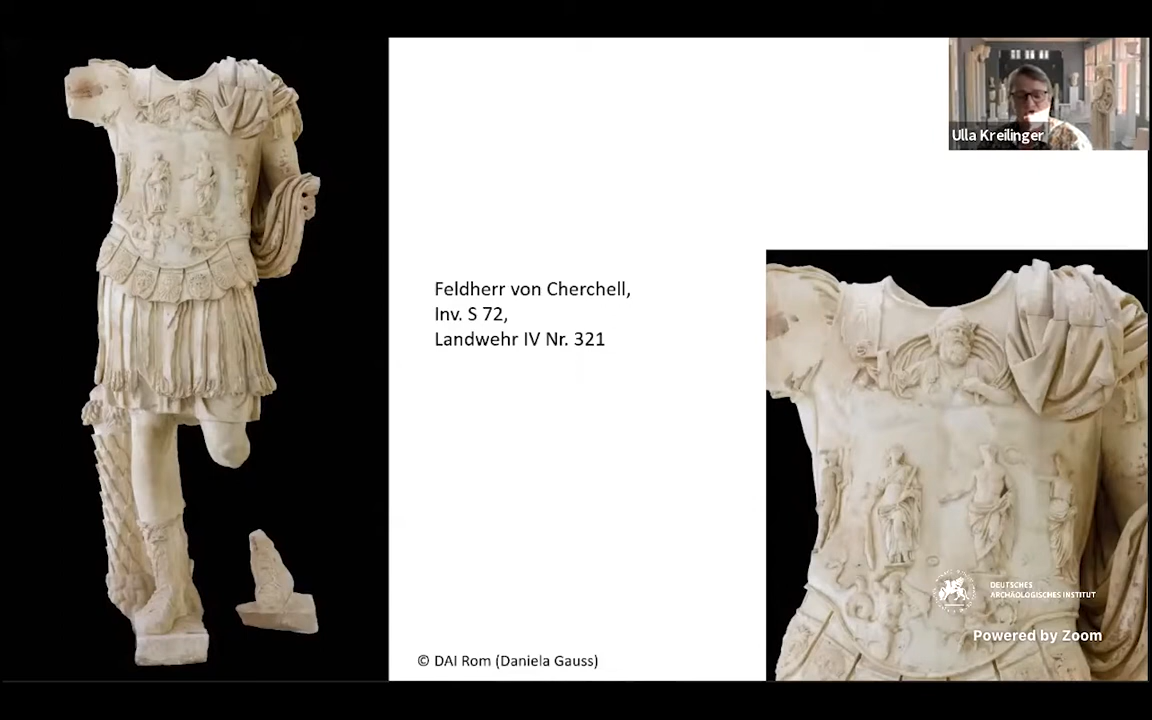 Ulla Kreilinger
Feldherr von Cherchell,
Inv. S 72,
Landwehr IV Nr. 321
DEUTSCHES
ARCHÄOLOGISCHES INSTITUT
Powered by Zoom
© DAI Rom (Daniela Gauss)